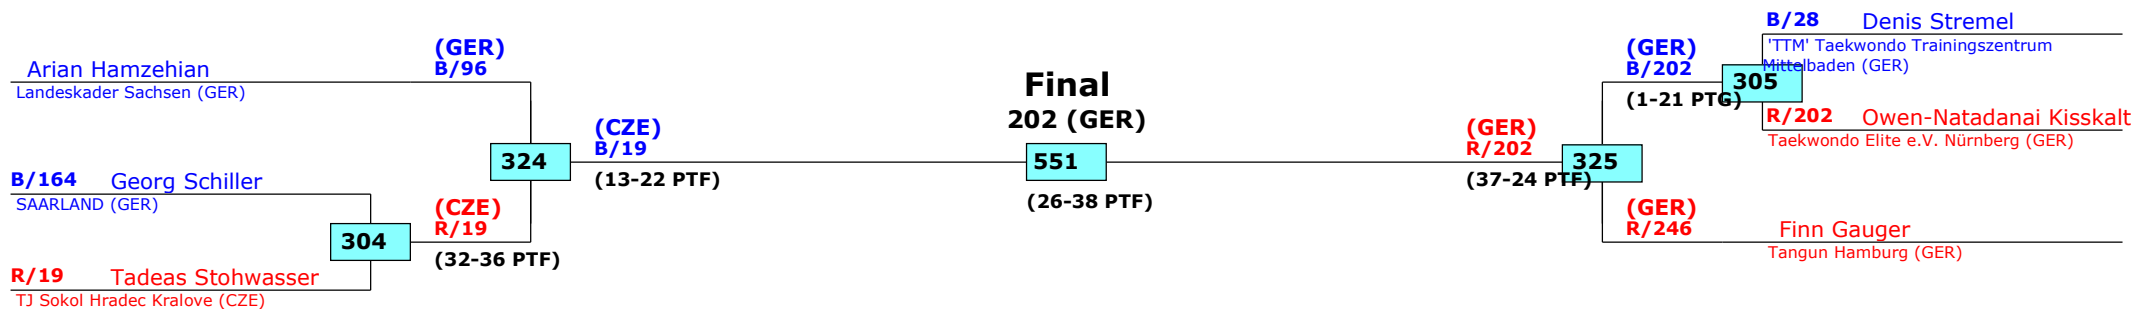 (GER)
B/96
Arian Hamzehian
Landeskader Sachsen (GER)
B/164 Georg Schiller
SAARLAND (GER)
304
R/19 Tadeas Stohwasser
TJ Sokol Hradec Kralove (CZE)
(CZE)
R/19
(32-36 PTF)
324
(CZE)
B/19
(13-22 PTF)
Final
202 (GER)
551
(26-38 PTF)
(GER)
R/202
(37-24 PTF)
325
(GER)
B/202
(1-21 PTG)
305
B/28 Denis Stremel
'TTM' Taekwondo Trainingszentrum
Mittelbaden (GER)
R/202 Owen-Natadanai Kisskalt
Taekwondo Elite e.V. Nürnberg (GER)
(GER)
R/246
Finn Gauger
Tangun Hamburg (GER)